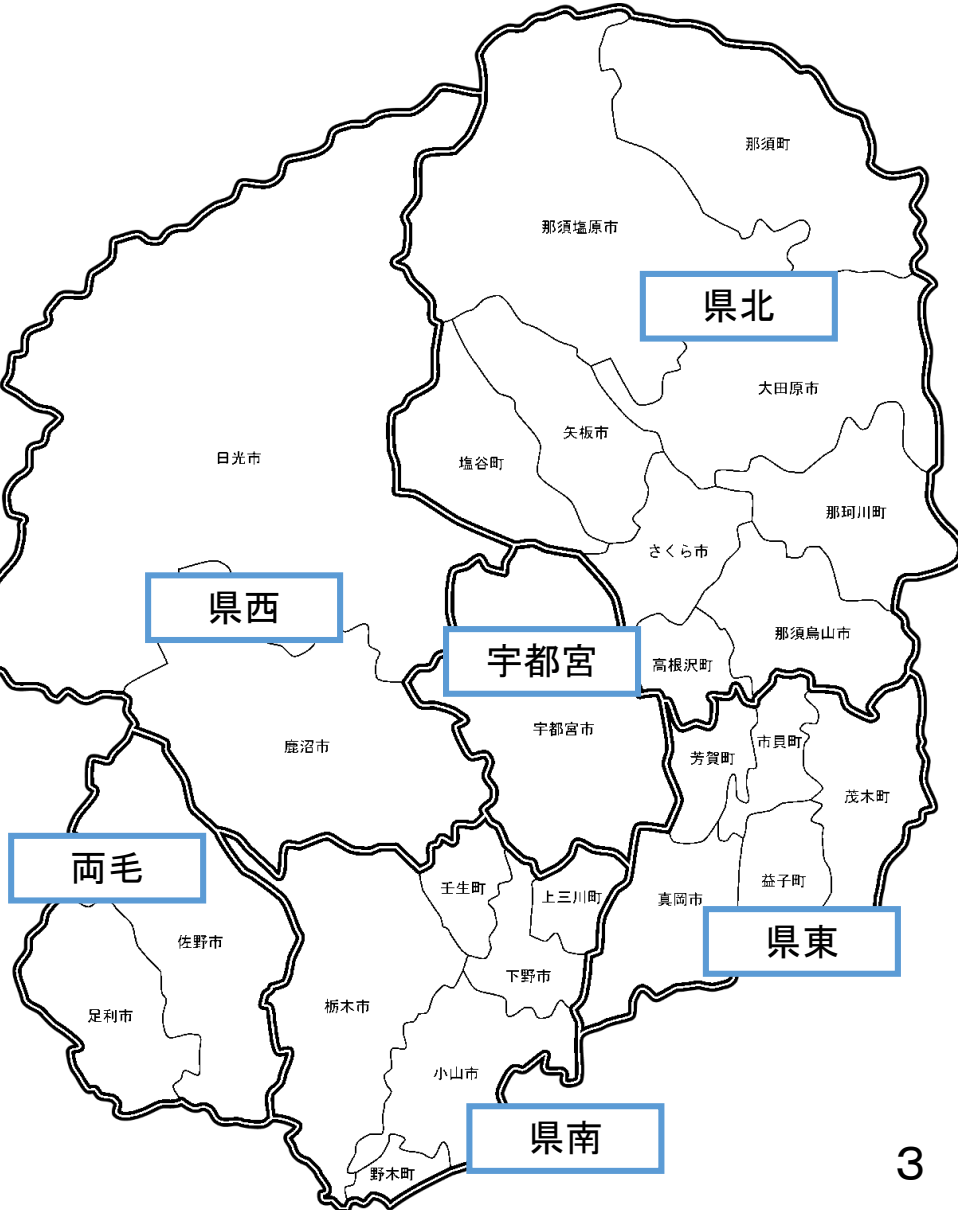 那須町
那須塩原市
県北
大田原市
矢板市
日光市
塩谷町
那珂川町
さくら市
県西
那須烏山市
宇都宮
高根沢町
宇都宮市
鹿沼市
市貝町
芳賀町
茂木町
両毛
壬生町
益子町
上三川町
真岡市
佐野市
県東
下野市
栃木市
足利市
小山市
県南
野木町
3